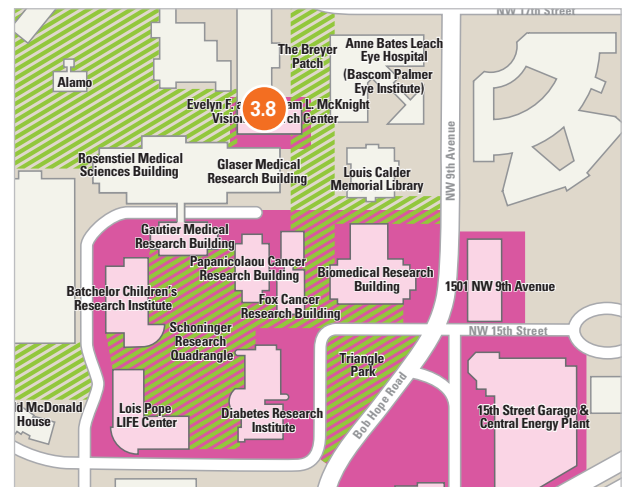 NW 17th Street
The Breyer
Patch
Anne Bates Leach
Eye Hospital
(Bascom Palmer
Eye Institute)
Alamo
Evelyn F. a am L. McKnight
Visio ch Center
3.8
NW 9th Avenue
Rosenstiel Medical
Sciences Building
Glaser Medical
Research Building
Louis Calder
Memorial Library
Gautier Medical
Research Building
Papanicolaou Cancer
Research Building
Biomedical Research
Building
1501 NW 9th Avenue
Batchelor Children's
Research Institute
Fox Cancer
Research Building
Schoninger
Research
Quadrangle
NW 15th Street
Triangle
Park
Bob Hope Road
ld McDonald
House
Lois Pope
LIFE Center
Diabetes Research
Institute
15th Street Garage &
Central Energy Plant